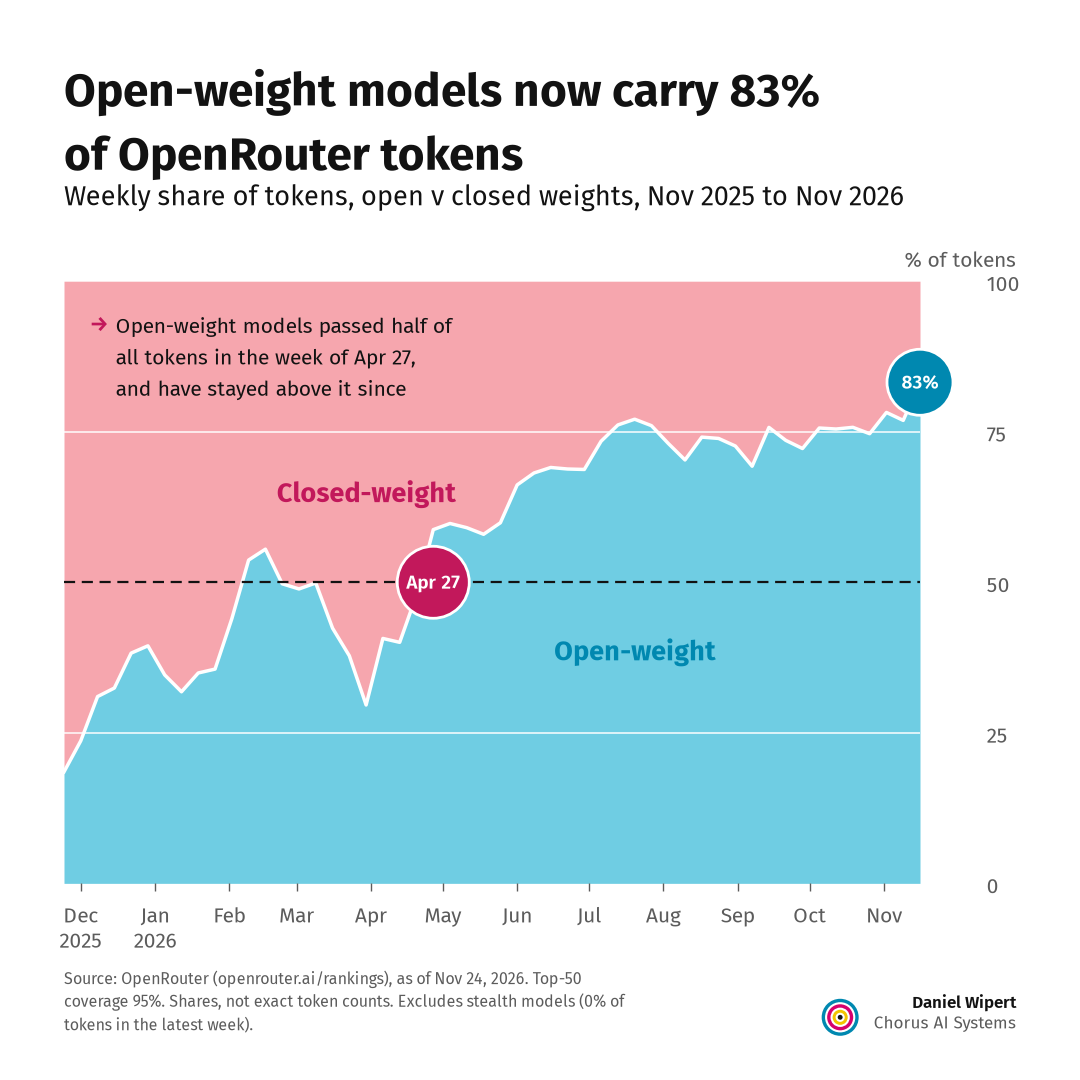 Open-weight models now carry 83%
of OpenRouter tokens
Weekly share of tokens, open v closed weights, Nov 2025 to Nov 2026
% of tokens
100
→ Open-weight models passed half of
all tokens in the week of Apr 27,
and have stayed above it since
83%
75
Closed-weight
Apr 27
50
Open-weight
25
0
Dec Jan Feb Mar Apr May Jun Jul Aug Sep Oct Nov
2025 2026
Source: OpenRouter (openrouter.ai/rankings), as of Nov 24, 2026. Top-50
coverage 95%. Shares, not exact token counts. Excludes stealth models (0% of
tokens in the latest week).
Daniel Wipert
Chorus AI Systems